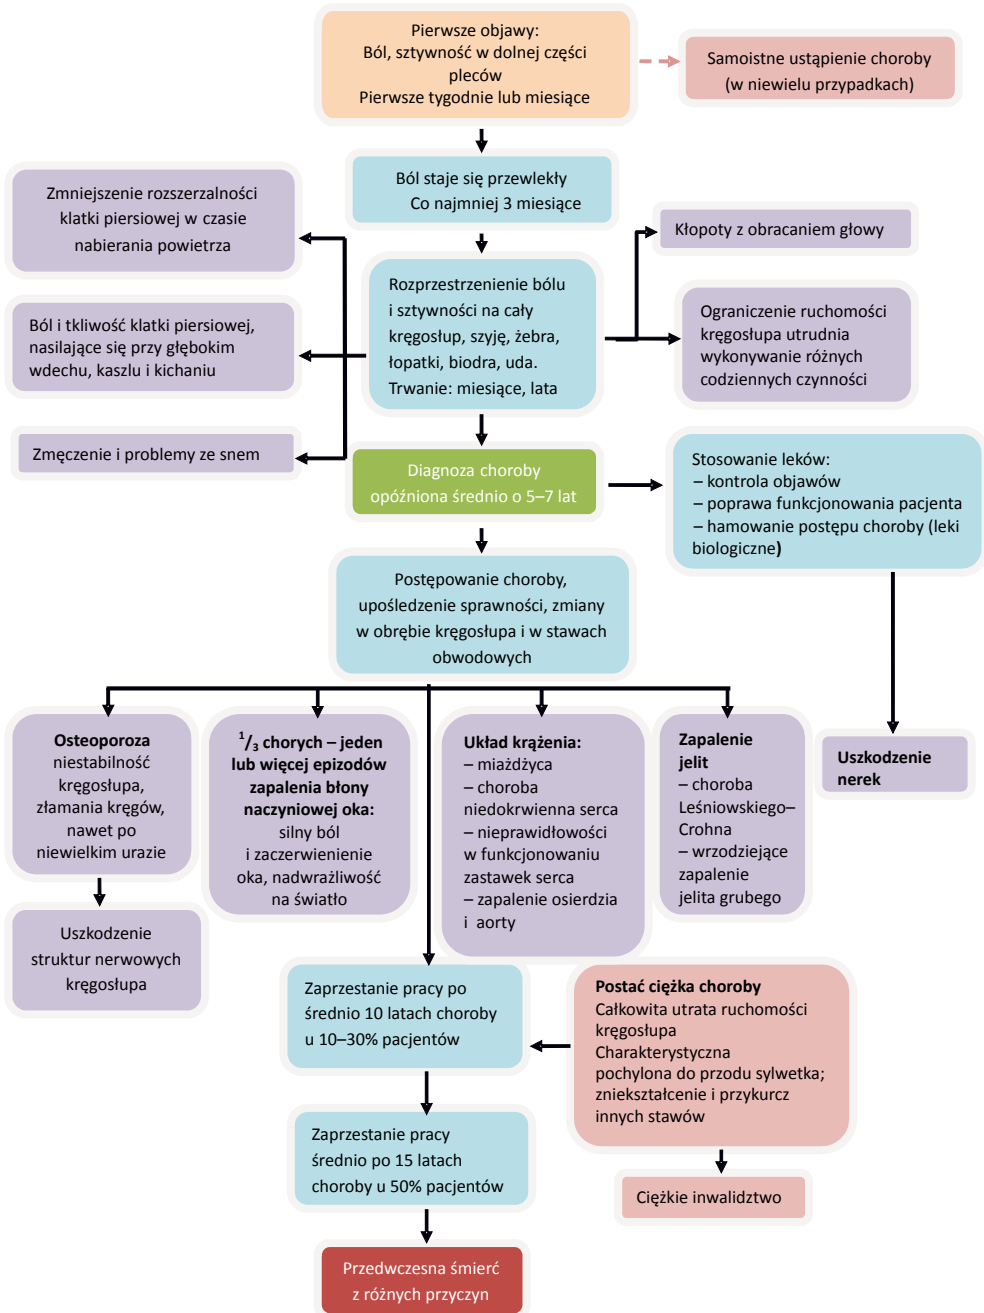 Pierwsze objawy:
Ból, sztywność w dolnej części
pleców
Pierwsze tygodnie lub miesiące
Samoistne ustąpienie choroby
(w niewielu przypadkach)
Ból staje się przewlekły
Co najmniej 3 miesiące
Zmniejszenie rozszerzalności
klatki piersiowej w czasie
nabierania powietrza
Kłopoty z obracaniem głowy
Rozprzestrzenienie bólu
i sztywności na cały
kręgosłup, szyję, żebra,
łopatki, biodra, uda.
Trwanie: miesiące, lata
Ograniczenie ruchomości
kręgosłupa utrudnia
wykonywanie różnych
codziennych czynności
Ból i tkliwość klatki piersiowej,
nasilające się przy głębokim
wdechu, kaszlu i kichaniu
Zmęczenie i problemy ze snem
Diagnoza choroby
opóźniona średnio o 5–7 lat
Stosowanie leków:
– kontrola objawów
– poprawa funkcjonowania pacjenta
– hamowanie postępu choroby (leki
biologiczne)
Postępowanie choroby,
upośledzenie sprawności, zmiany
w obrębie kręgosłupa i w stawach
obwodowych
Osteoporoza
niestabilność
kręgosłupa,
złamania kręgów,
nawet po
niewielkim urazie
1/3 chorych – jeden
lub więcej epizodów
zapalenia błony
naczyniowej oka:
silny ból
i zaczerwienienie
oka, nadwrażliwość
na światło
Układ krążenia:
– miażdżyca
– choroba
niedokrwienna serca
– nieprawidłowości
w funkcjonowaniu
zastawek serca
– zapalenie osierdzia
i aorty
Zapalenie
jelit
– choroba
Leśniowskiego–
Crohna
– wrzodziejące
zapalenie
jelita grubego
Uszkodzenie
nerek
Uszkodzenie
struktur nerwowych
kręgosłupa
Zaprzestanie pracy po
średnio 10 latach choroby
u 10–30% pacjentów
Postać ciężka choroby
Całkowita utrata ruchomości
kręgosłupa
Charakterystyczna
pochylona do przodu sylwetka;
zniekształcenie i przykurcz
innych stawów
Zaprzestanie pracy
średnio po 15 latach
choroby u 50% pacjentów
Ciężkie inwalidztwo
Przedwczesna śmierć
z różnych przyczyn